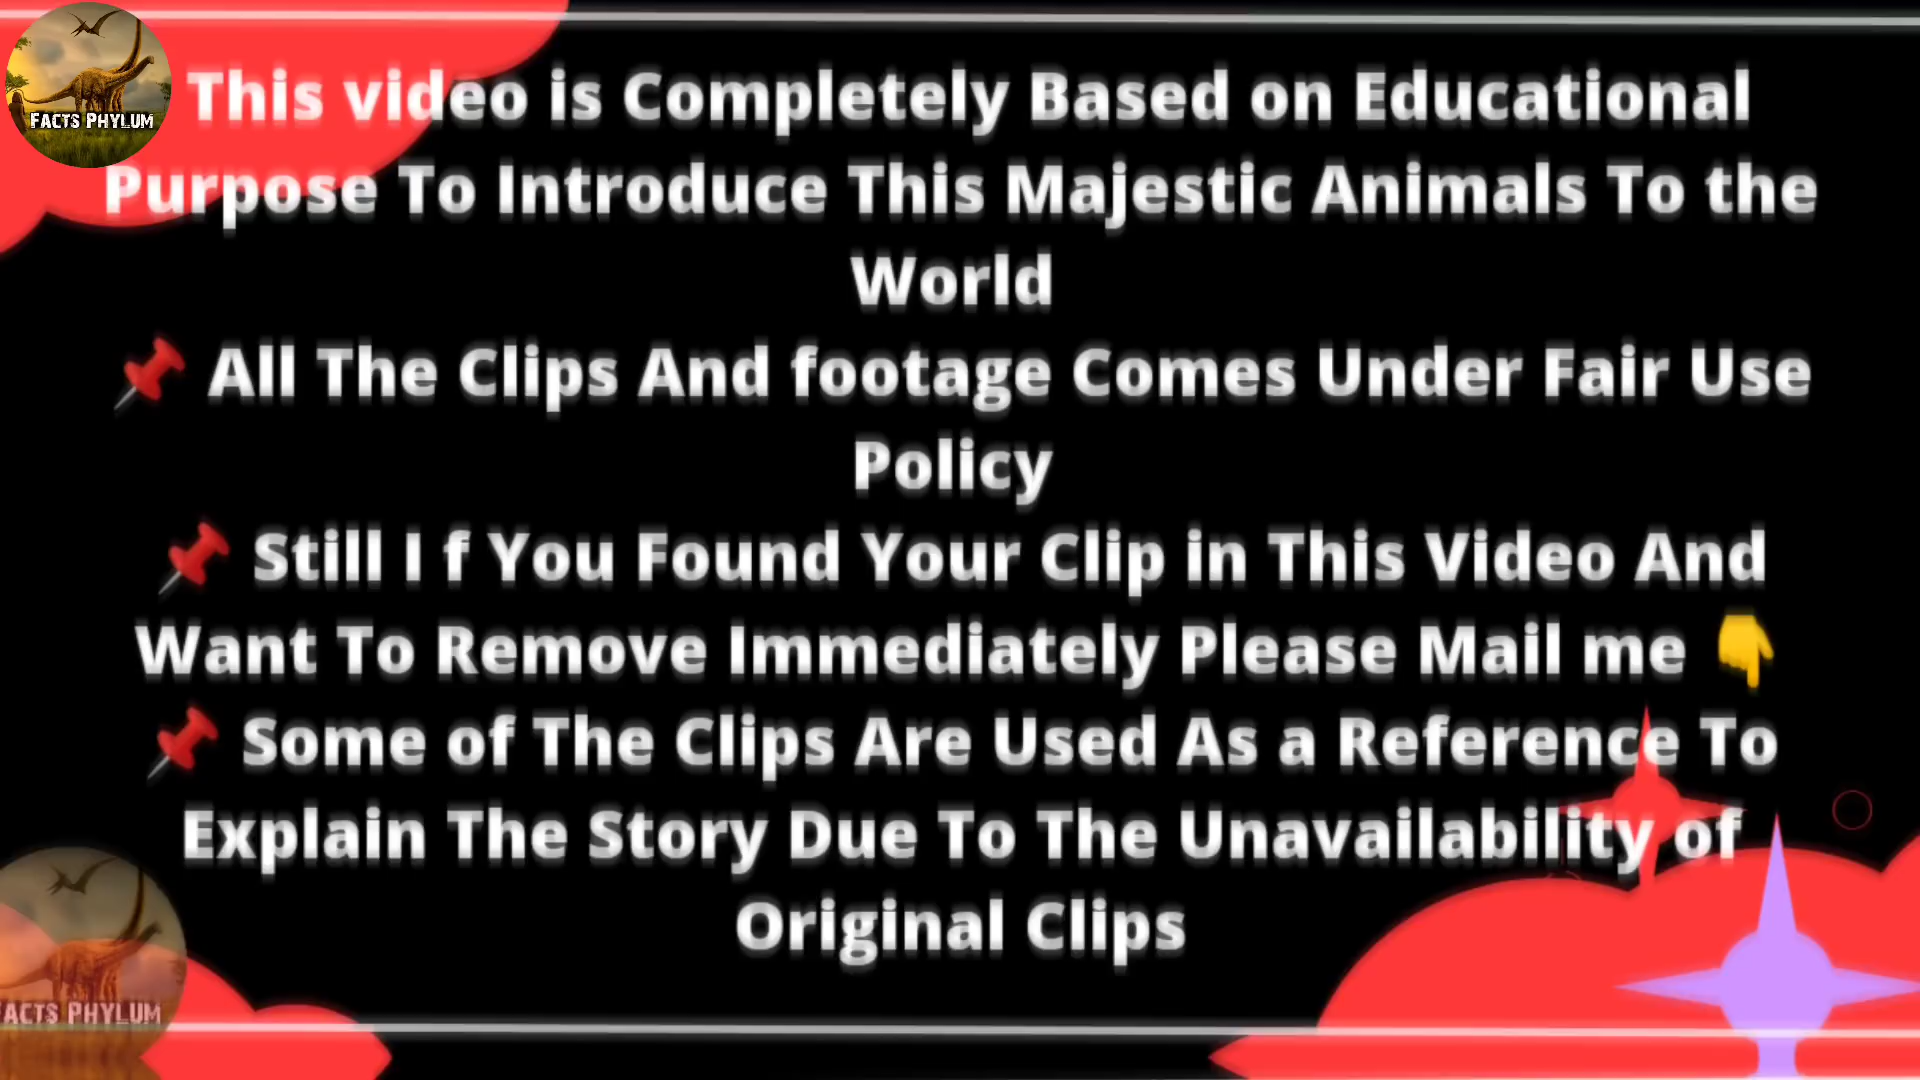 FACTS PHYLUM
This video is Completely Based on Educational
Purpose To Introduce This Majestic Animals To the
World
📌 All The Clips And footage Comes Under Fair Use
Policy
📌 Still I f You Found Your Clip in This Video And
Want To Remove Immediately Please Mail me 👇
📌 Some of The Clips Are Used As a Reference To
Explain The Story Due To The Unavailability of
Original Clips
FACTS PHYLUM